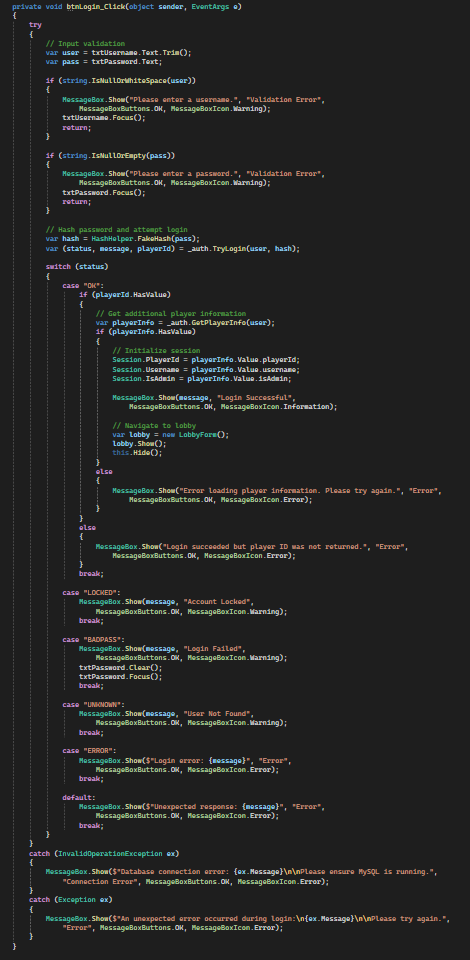 private void btnLogin_Click(object sender, EventArgs e)
{
try
{
// Input validation
var user = txtUsername.Text.Trim();
var pass = txtPassword.Text;
if (string.IsNullOrWhiteSpace(user))
{
MessageBox.Show("Please enter a username.", "Validation Error",
MessageBoxButtons.OK, MessageBoxIcon.Warning);
txtUsername.Focus();
return;
}
if (string.IsNullOrEmpty(pass))
{
MessageBox.Show("Please enter a password.", "Validation Error",
MessageBoxButtons.OK, MessageBoxIcon.Warning);
txtPassword.Focus();
return;
}
// Hash password and attempt login
var hash = HashHelper.FakeHash(pass);
var (status, message, playerId) = _auth.TryLogin(user, hash);
switch (status)
{
case "OK":
if (playerId.HasValue)
{
// Get additional player information
var playerInfo = _auth.GetPlayerInfo(user);
if (playerInfo.HasValue)
{
// Initialize session
Session.PlayerId = playerInfo.Value.playerId;
Session.Username = playerInfo.Value.username;
Session.IsAdmin = playerInfo.Value.isAdmin;
MessageBox.Show(message, "Login Successful",
MessageBoxButtons.OK, MessageBoxIcon.Information);
// Navigate to lobby
var lobby = new LobbyForm();
lobby.Show();
this.Hide();
}
else
{
MessageBox.Show("Error loading player information. Please try again.", "Error",
MessageBoxButtons.OK, MessageBoxIcon.Error);
}
}
else
{
MessageBox.Show("Login succeeded but player ID was not returned.", "Error",
MessageBoxButtons.OK, MessageBoxIcon.Error);
}
break;
case "LOCKED":
MessageBox.Show(message, "Account Locked",
MessageBoxButtons.OK, MessageBoxIcon.Warning);
break;
case "BADPASS":
MessageBox.Show(message, "Login Failed",
MessageBoxButtons.OK, MessageBoxIcon.Warning);
txtPassword.Clear();
txtPassword.Focus();
break;
case "UNKNOWN":
MessageBox.Show(message, "User Not Found",
MessageBoxButtons.OK, MessageBoxIcon.Warning);
break;
case "ERROR":
MessageBox.Show($"Login error: {message}", "Error",
MessageBoxButtons.OK, MessageBoxIcon.Error);
break;
default:
MessageBox.Show($"Unexpected response: {message}", "Error",
MessageBoxButtons.OK, MessageBoxIcon.Error);
break;
}
}
catch (InvalidOperationException ex)
{
MessageBox.Show($"Database connection error: {ex.Message}\n\nPlease ensure MySQL is running.",
"Connection Error", MessageBoxButtons.OK, MessageBoxIcon.Error);
}
catch (Exception ex)
{
MessageBox.Show($"An unexpected error occurred during login:\n{ex.Message}\n\nPlease try again.",
"Error", MessageBoxButtons.OK, MessageBoxIcon.Error);
}
}